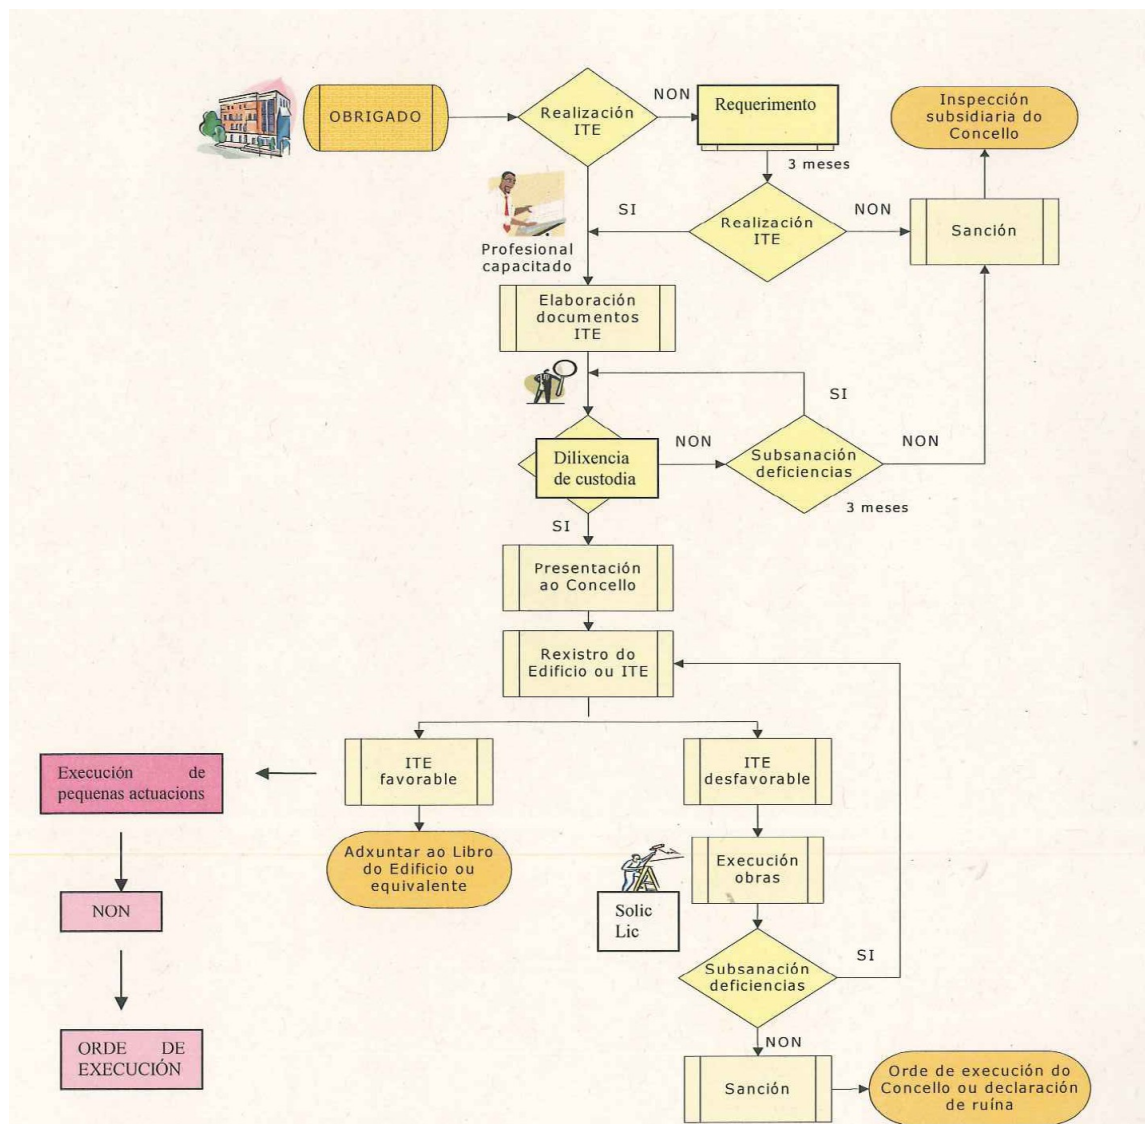 OBRIGADO
Realización
ITE
NON
Requerimento
Inspección
subsidiaria do
Concello
3 meses
SI
Realización
ITE
NON
Sanción
Profesional
capacitado
Elaboración
documentos
ITE
SI
Dilixencia
de custodia
NON
Subsanación
deficiencias
NON
3 meses
SI
Presentación
ao Concello
Rexistro do
Edificio ou ITE
ITE
favorable
ITE
desfavorable
Execución de
pequenas actuacions
Adxuntar ao Libro
do Edificio ou
equivalente
Execución
obras
NON
Solic
Lic
Subsanación
deficiencias
SI
NON
ORDE DE
EXECUCIÓN
Sanción
Orde de execución do
Concello ou declaración
de ruína